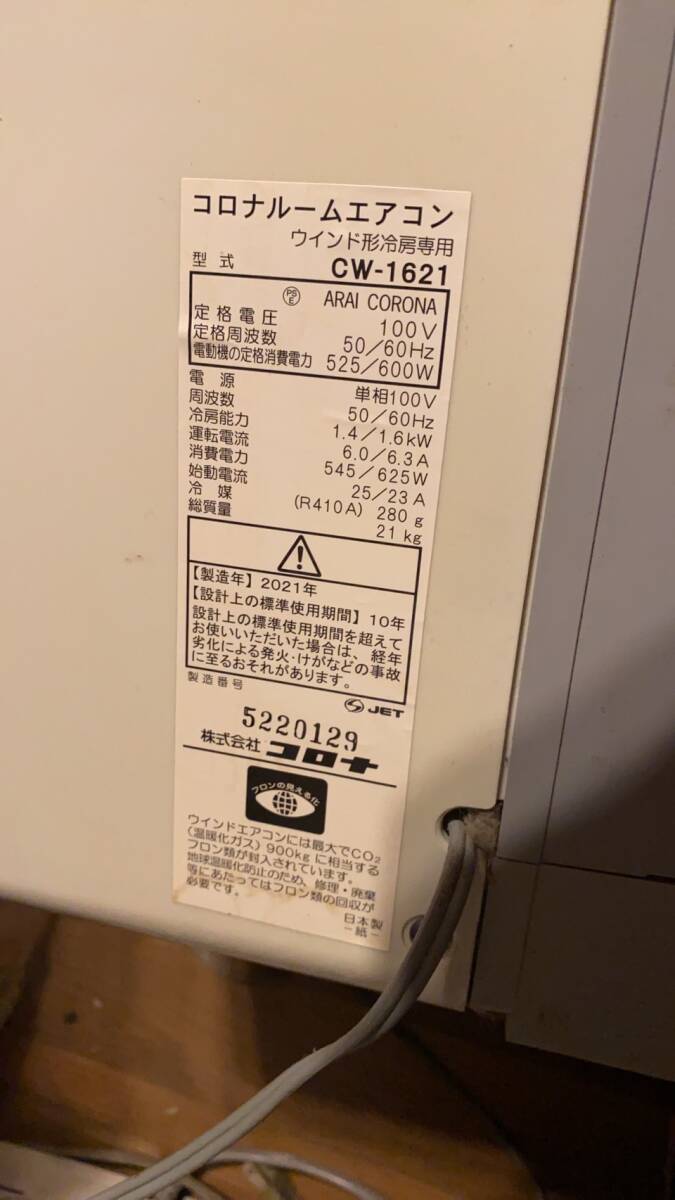 コロナルームエアコン
ウインド形冷房専用
型式 CW-1621
PSE ARAI CORONA
定格電圧 100V
定格周波数 50/60Hz
電動機の定格消費電力 525/600W
電源 単相100V
周波数 50/60Hz
冷房能力 1.4/1.6kW
運転電流 6.0/6.3A
消費電力 545/625W
始動電流 25/23A
冷媒 (R410A) 280g
総質量 21kg
【製造年】2021年
【設計上の標準使用期間】10年
設計上の標準使用期間を超えて
お使いいただいた場合は、経年
劣化による発火・けがなどの事故
に至るおそれがあります。
製造番号
JET
5220129
株式会社 コロナ
フロンの見える化
ウインドエアコンには最大でCO₂
(温暖化ガス)900kgに相当する
フロン類が封入されています。
地球温暖化防止のため、修理・廃棄
等にあたってはフロン類の回収が
必要です。
日本製
-紙-